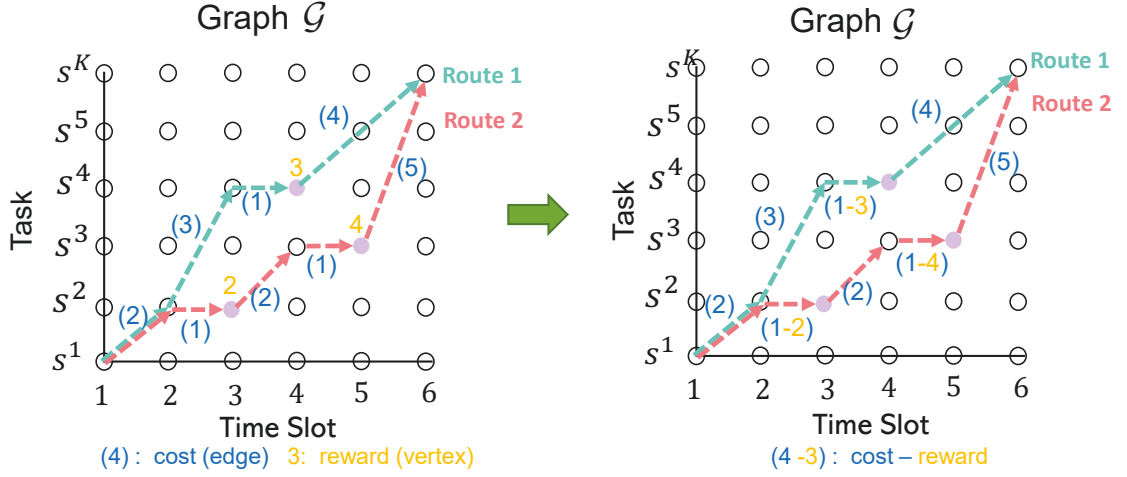 Graph 𝒢
Task
s^K
s^5
s^4
s^3
s^2
s^1
Route 1
Route 2
(4)
3
(5)
(1)
(3)
4
(1)
2
(2)
(2)
(1)
1 2 3 4 5 6
Time Slot
(4) : cost (edge) 3: reward (vertex)
Graph 𝒢
Task
s^K
s^5
s^4
s^3
s^2
s^1
Route 1
Route 2
(4)
(5)
(1-3)
(3)
(1-4)
(2)
(2)
(1-2)
1 2 3 4 5 6
Time Slot
(4 -3) : cost – reward